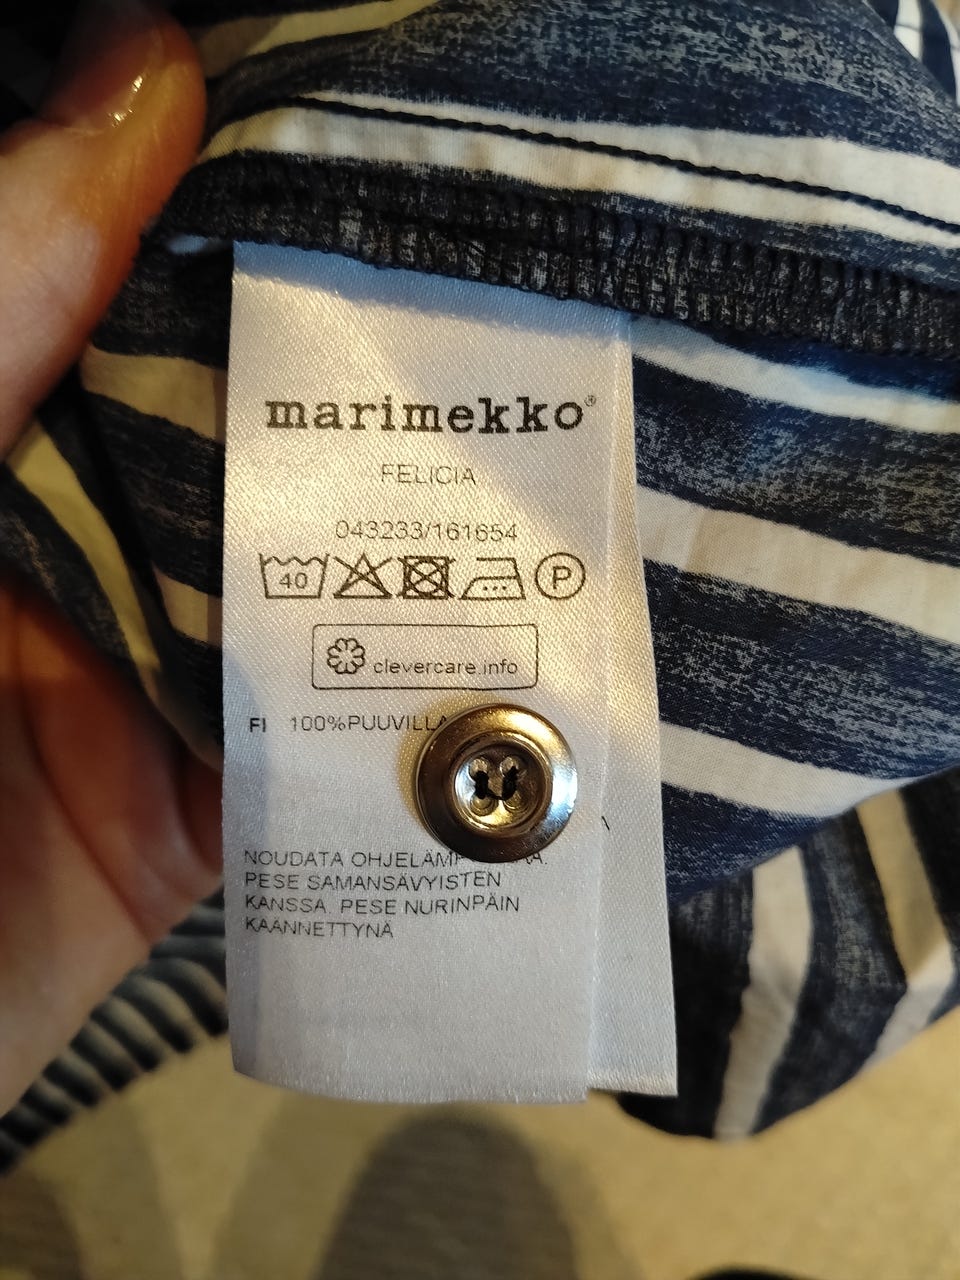 marimekko®
FELICIA
043233/161654
40 P
clevercare.info
FI 100%PUUVILLA
NOUDATA OHJELÄMP
PESE SAMANSÄVYISTEN
KANSSA. PESE NURINPÄIN
KÄÄNNETTYNÄ